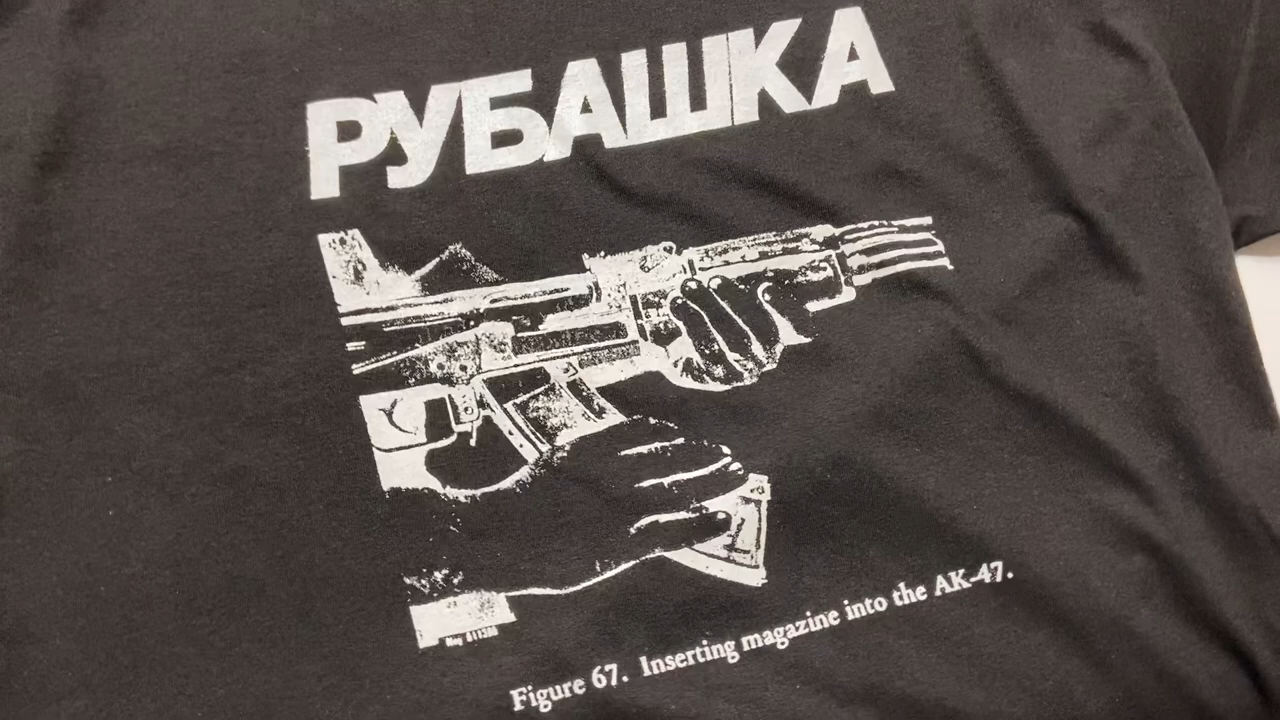 РУБАШКА
Figure 67. Inserting magazine into the AK-47.